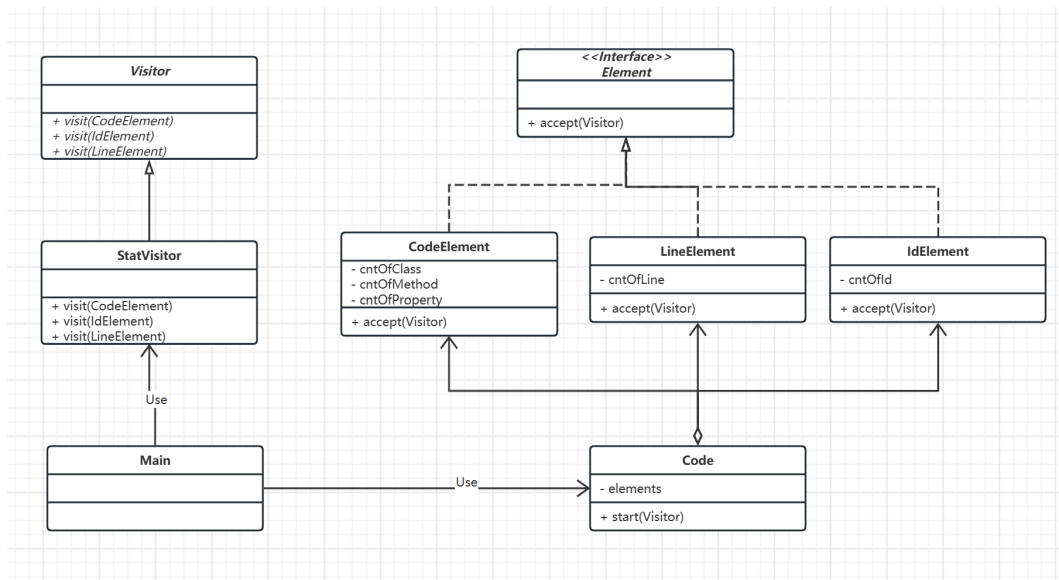 Visitor
+ visit(CodeElement)
+ visit(IdElement)
+ visit(LineElement)
<<Interface>>
Element
+ accept(Visitor)
StatVisitor
+ visit(CodeElement)
+ visit(IdElement)
+ visit(LineElement)
CodeElement
- cntOfClass
- cntOfMethod
- cntOfProperty
+ accept(Visitor)
LineElement
- cntOfLine
+ accept(Visitor)
IdElement
- cntOfId
+ accept(Visitor)
Use
Main
Use
Code
- elements
+ start(Visitor)